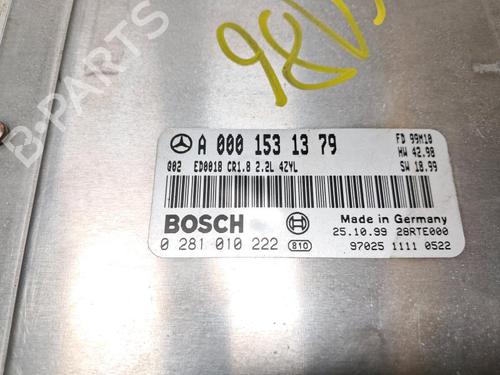 B-PARTS
A 000 153 13 79
FD 99M10
HW 42.98
G02 ED0018 CR1.8 2.2L 4ZYL
SW 18.99
BOSCH
Made in Germany
0 281 010 222 810
25.10.99 28RTE000
97025 1111 0522